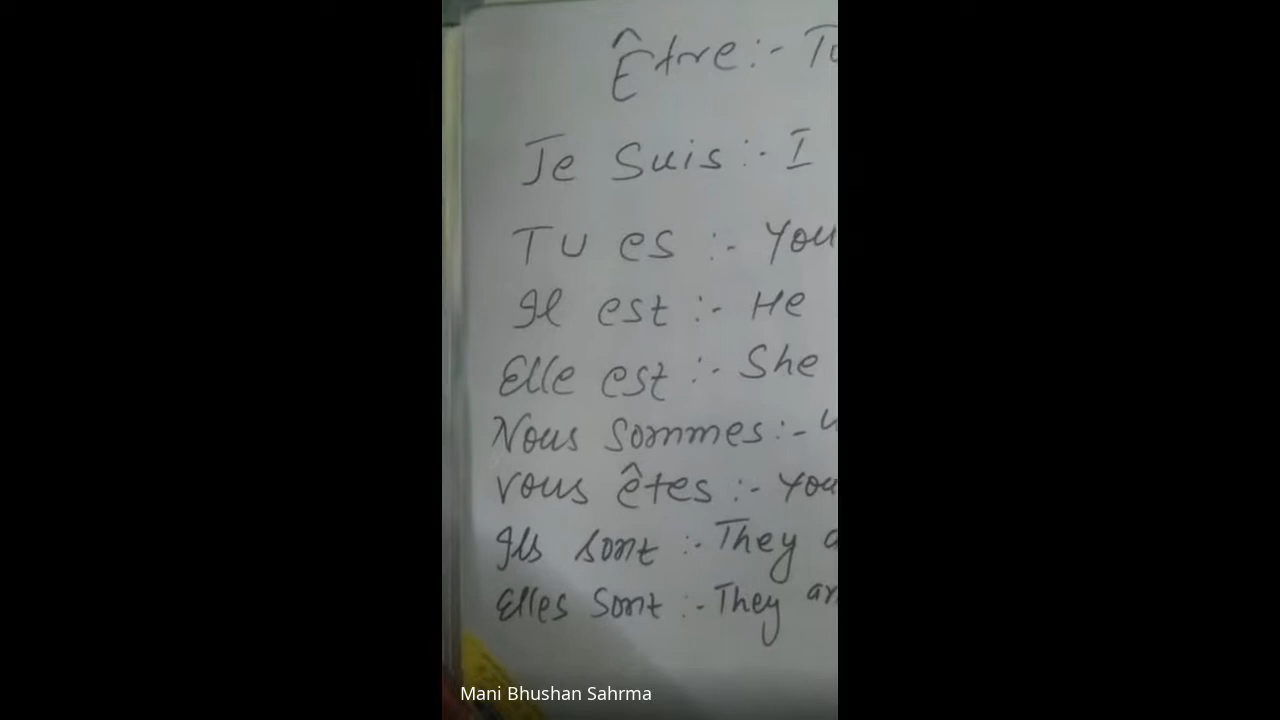 Être:- To
Je Suis:- I
TU es :- You
Il est :- He
Elle est :- She
Nous Sommes:-
vous êtes :- you
Ils sont :- They
Elles Sont :- They ar
Mani Bhushan Sahrma